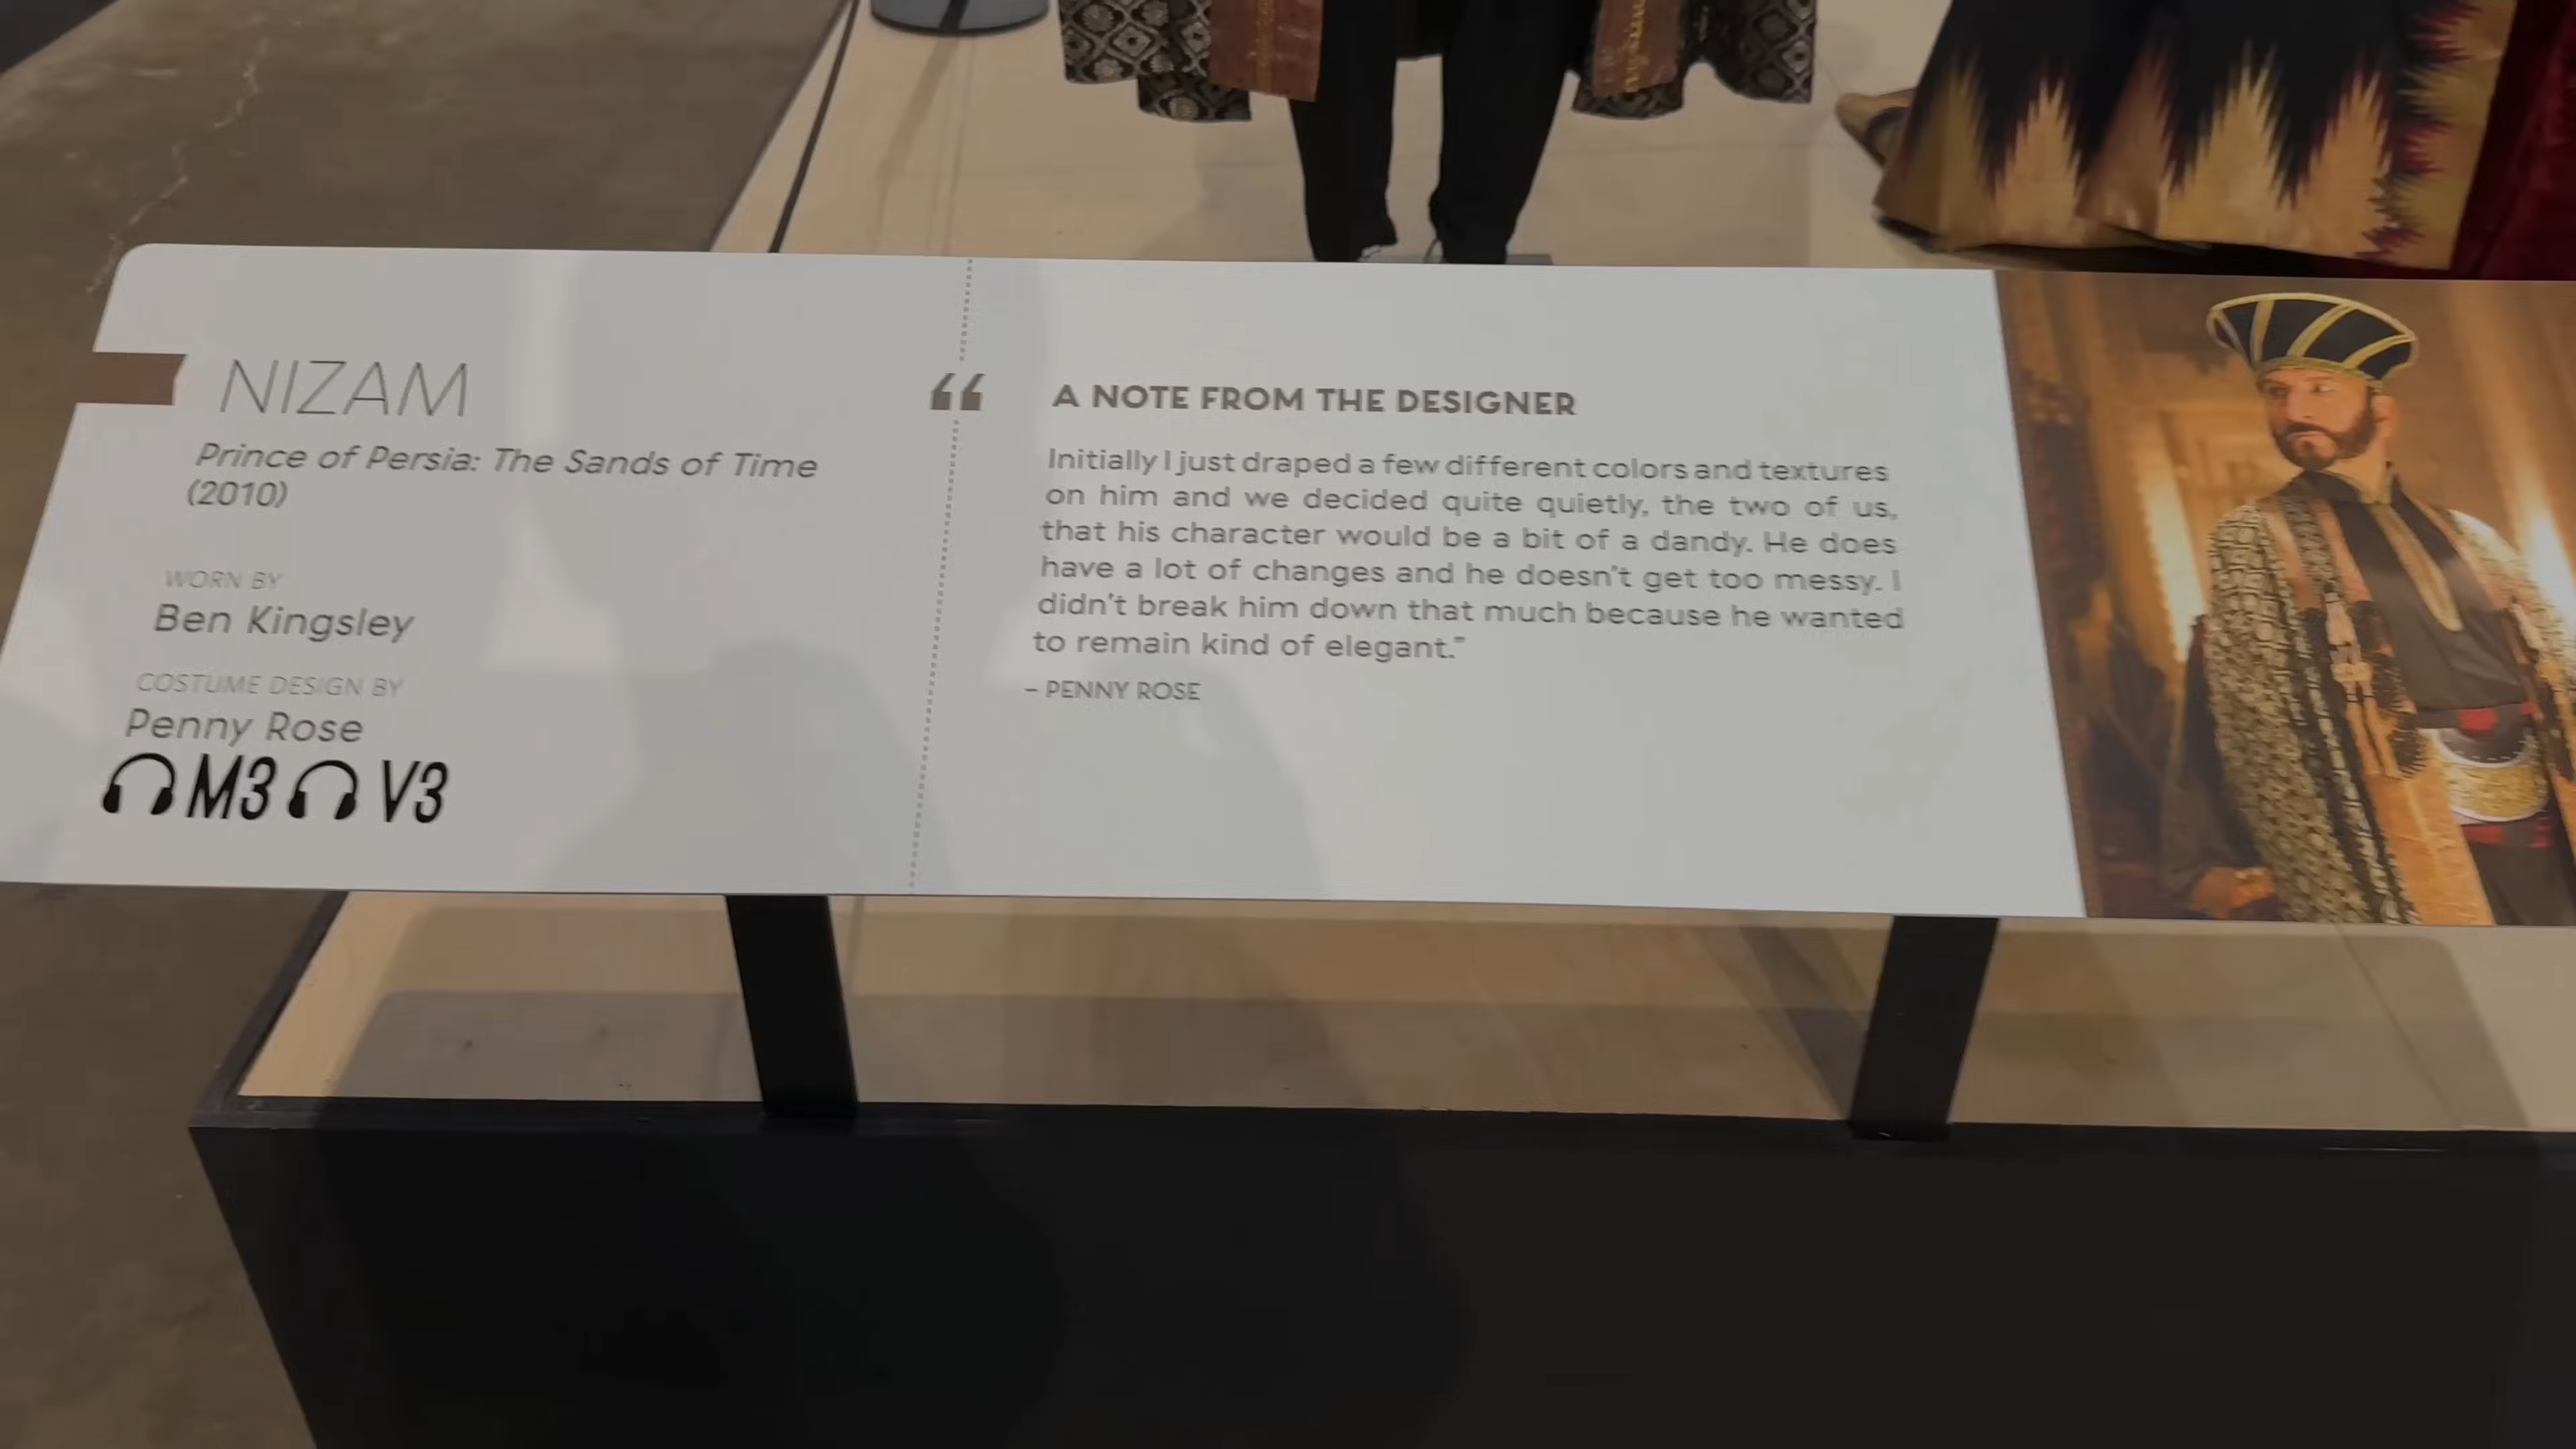 NIZAM
Prince of Persia: The Sands of Time
(2010)
WORN BY
Ben Kingsley
COSTUME DESIGN BY
Penny Rose
M3 V3
“
A NOTE FROM THE DESIGNER
Initially I just draped a few different colors and textures
on him and we decided quite quietly, the two of us,
that his character would be a bit of a dandy. He does
have a lot of changes and he doesn't get too messy. I
didn't break him down that much because he wanted
to remain kind of elegant.”
– PENNY ROSE